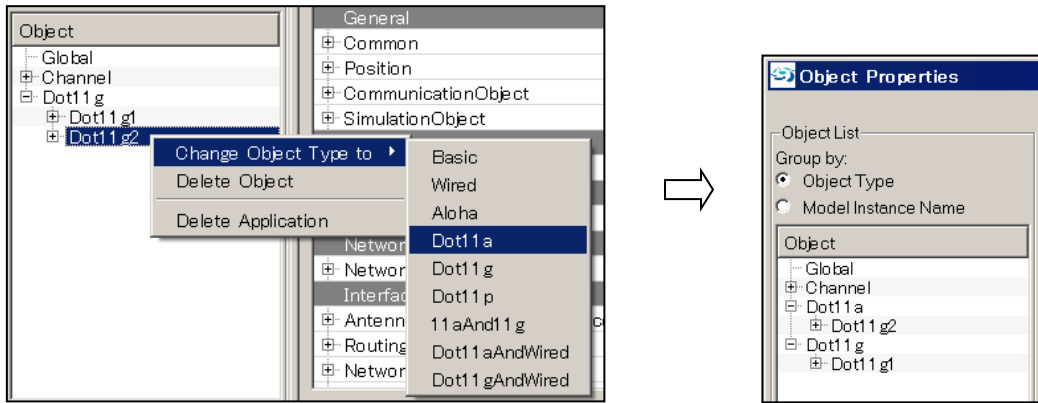 Object
Global
Channel
Dot11g
Dot11g1
Dot11g2
General
Common
Position
CommunicationObject
SimulationObject
Networ
Networ
Interfac
Antenn
Routing
Networ
Change Object Type to
Delete Object
Delete Application
Basic
Wired
Aloha
Dot11a
Dot11g
Dot11p
11aAnd11g
Dot11aAndWired
Dot11gAndWired
Object Properties
Object List
Group by:
Object Type
Model Instance Name
Object
Global
Channel
Dot11a
Dot11g2
Dot11g
Dot11g1